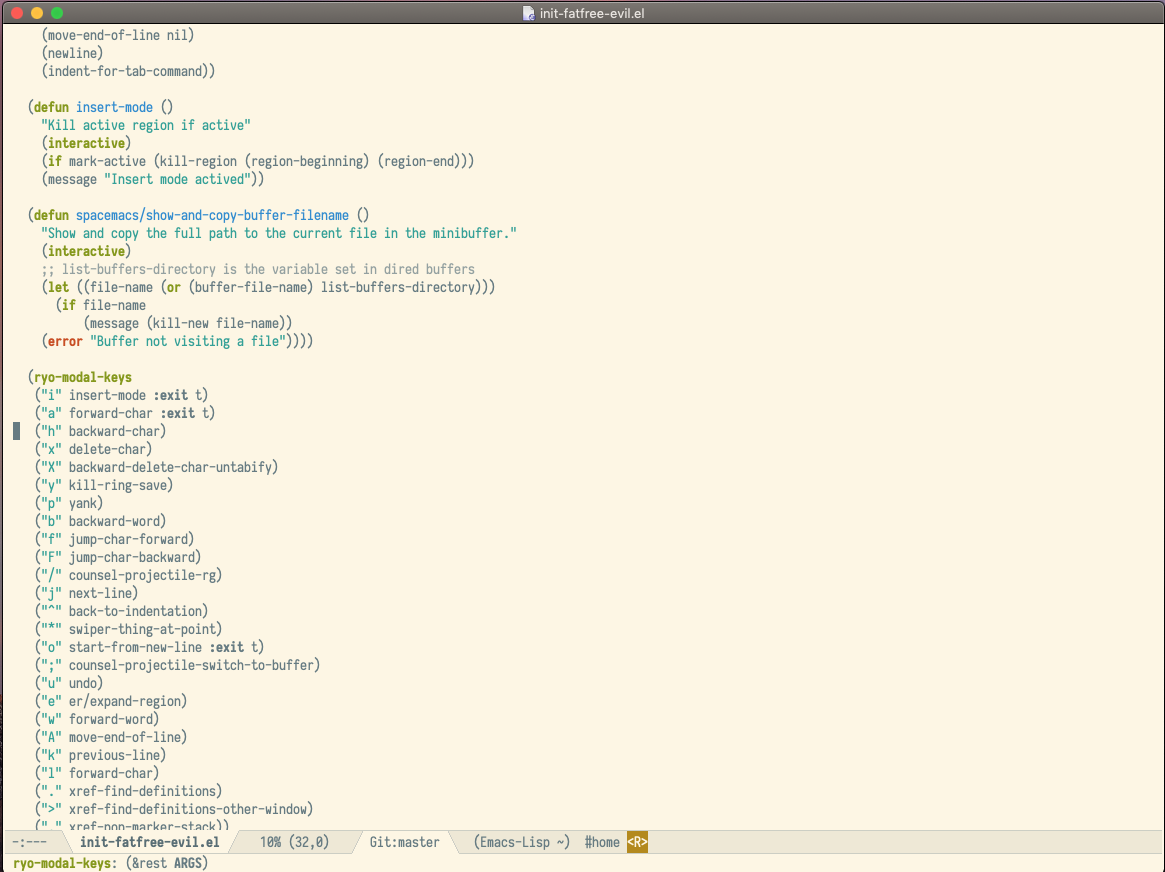 init-fatfree-evil.el
(move-end-of-line nil)
(newline)
(indent-for-tab-command))
(defun insert-mode ()
"Kill active region if active"
(interactive)
(if mark-active (kill-region (region-beginning) (region-end)))
(message "Insert mode actived"))
(defun spacemacs/show-and-copy-buffer-filename ()
"Show and copy the full path to the current file in the minibuffer."
(interactive)
;; list-buffers-directory is the variable set in dired buffers
(let ((file-name (or (buffer-file-name) list-buffers-directory)))
(if file-name
(message (kill-new file-name))
(error "Buffer not visiting a file"))))
(ryo-modal-keys
("i" insert-mode :exit t)
("a" forward-char :exit t)
("h" backward-char)
("x" delete-char)
("X" backward-delete-char-untabify)
("y" kill-ring-save)
("p" yank)
("b" backward-word)
("f" jump-char-forward)
("F" jump-char-backward)
("/" counsel-projectile-rg)
("j" next-line)
("^" back-to-indentation)
("*" swiper-thing-at-point)
("o" start-from-new-line :exit t)
(";" counsel-projectile-switch-to-buffer)
("u" undo)
("e" er/expand-region)
("w" forward-word)
("A" move-end-of-line)
("k" previous-line)
("l" forward-char)
("." xref-find-definitions)
(">" xref-find-definitions-other-window)
xref-pop-marker-stack))
-:--- init-fatfree-evil.el 10% (32,0) Git:master (Emacs-Lisp ~) #home <R>
ryo-modal-keys: (&rest ARGS)